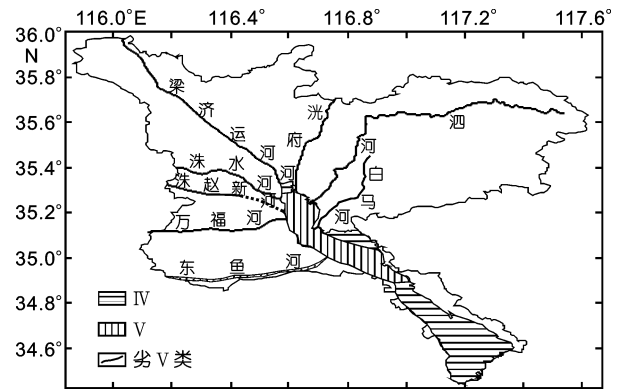 116.0° E 116.4° 116.8° 117.2° 117.6°
36.0°
N
35.8°
35.6°
35.4°
35.2°
35.0°
34.8°
34.6°
梁济运河
洸府河
泗河
白马河
洙水河
洙赵新河
万福河
东鱼河
Ⅳ
Ⅴ
劣Ⅴ类